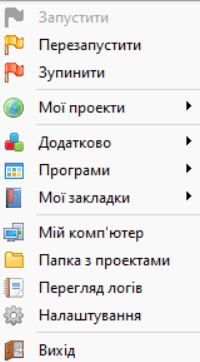 Запустити
Перезапустити
Зупинити
Мої проекти
Додатково
Програми
Мої закладки
Мій комп'ютер
Папка з проектами
Перегляд логів
Налаштування
Вихід